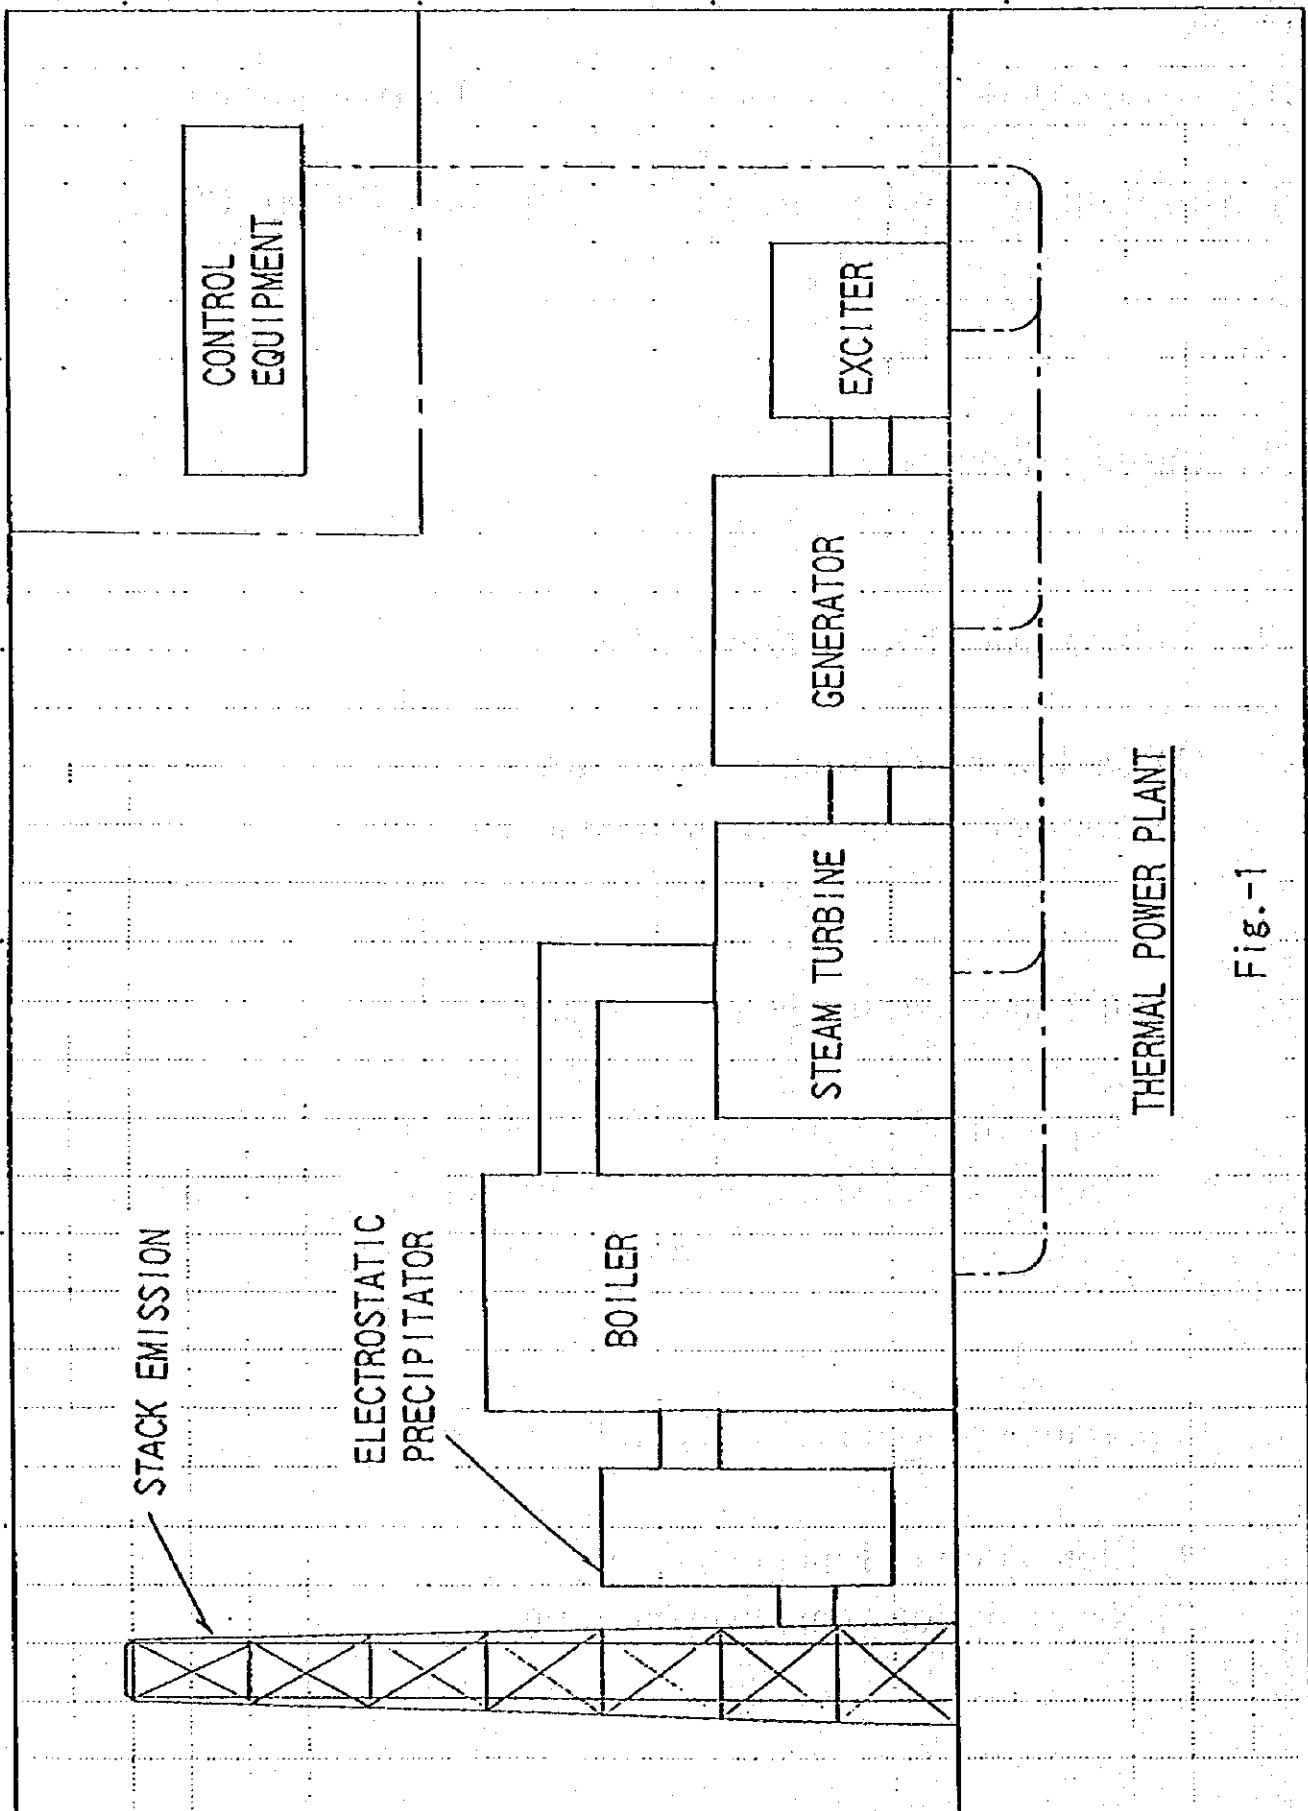 STACK EMISSION
ELECTROSTATIC
PRECIPITATOR
BOILER
STEAM TURBINE
GENERATOR
EXCITER
CONTROL
EQUIPMENT
THERMAL POWER PLANT
Fig.-1